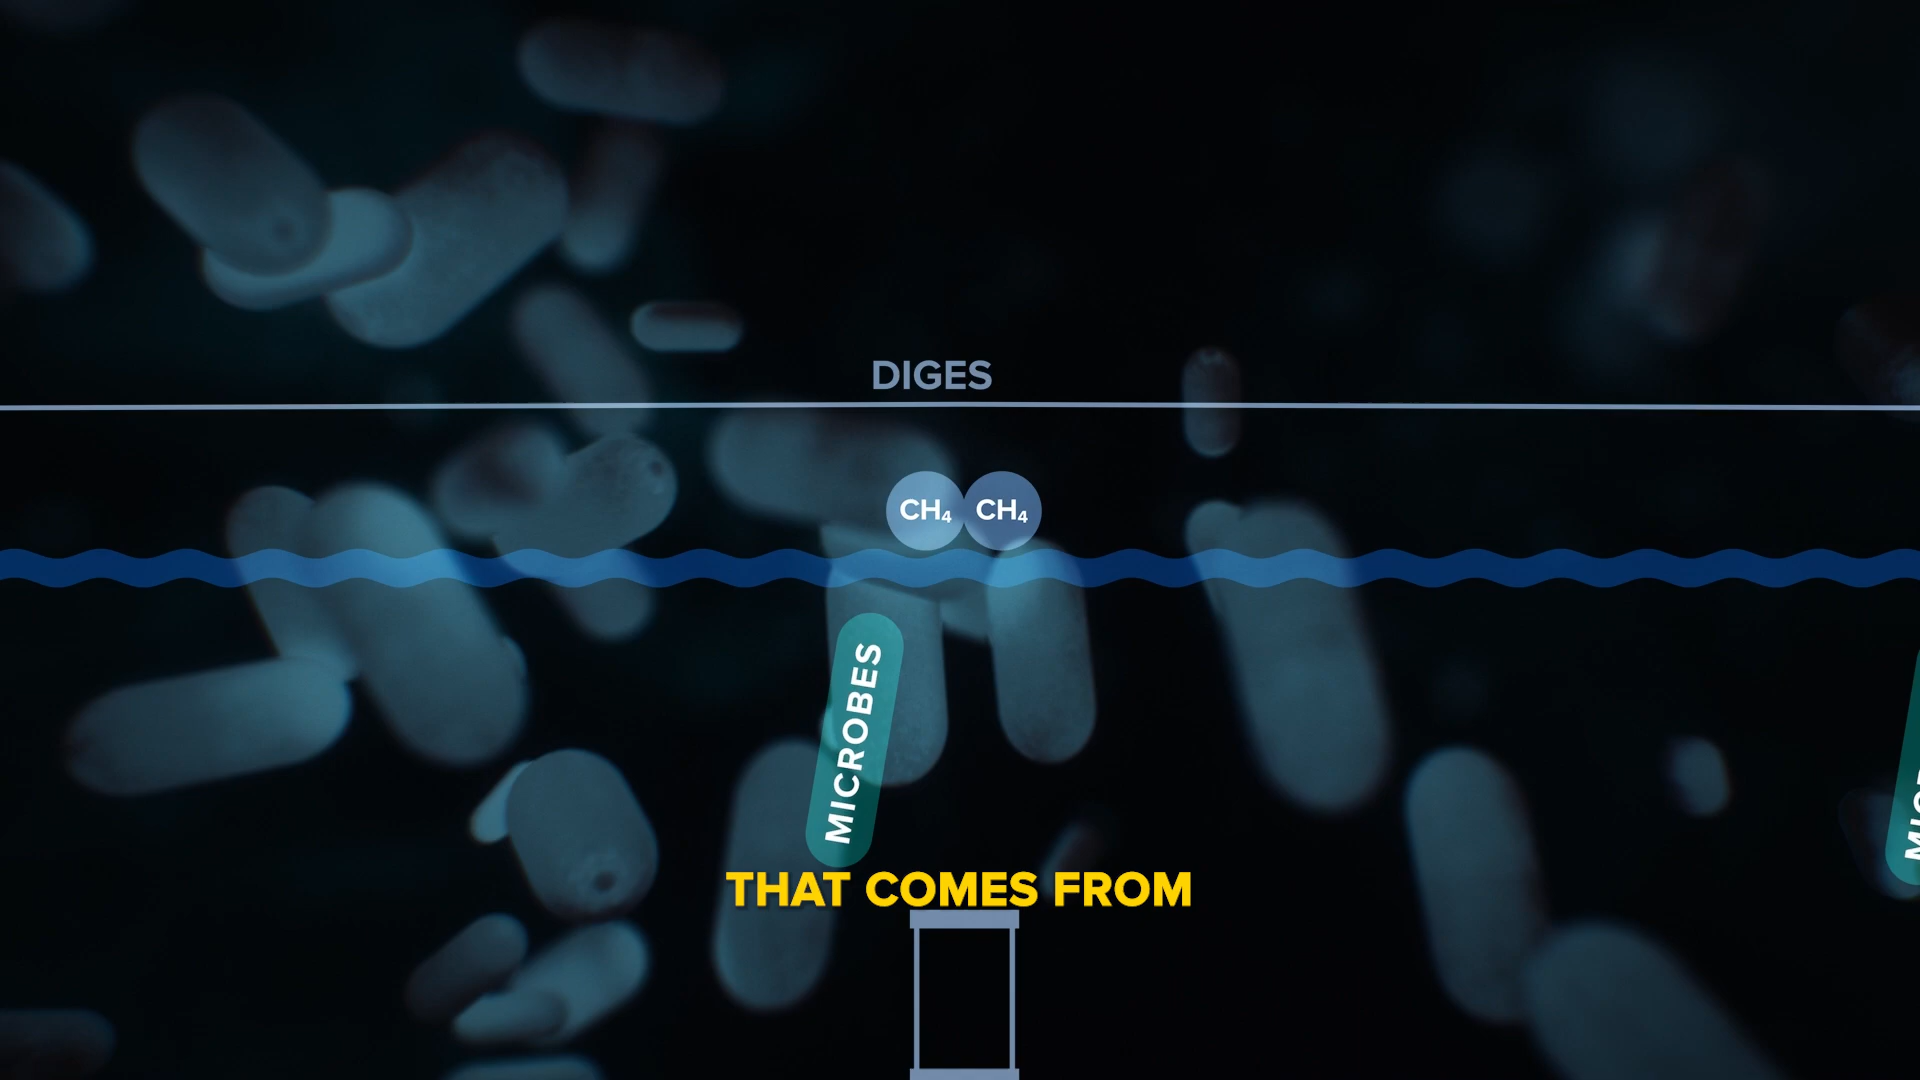 DIGES
CH₄ CH₄
MICROBES
THAT COMES FROM